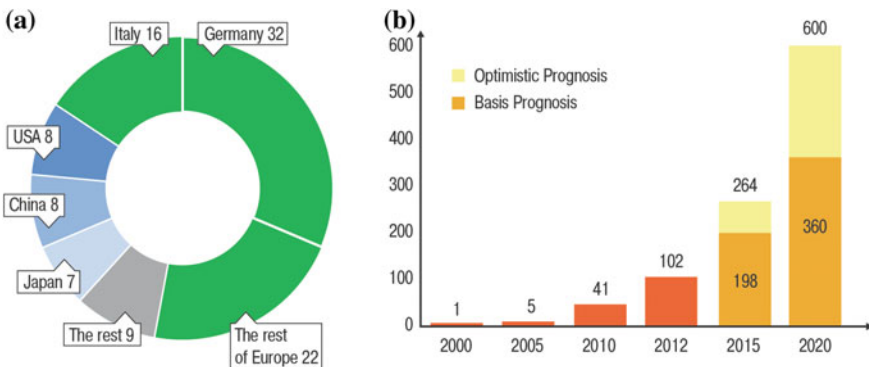 (a)
Italy 16
Germany 32
USA 8
China 8
Japan 7
The rest 9
The rest
of Europe 22
(b)
600
500
400
300
200
100
0
Optimistic Prognosis
Basis Prognosis
1
5
41
102
264
198
600
360
2000 2005 2010 2012 2015 2020